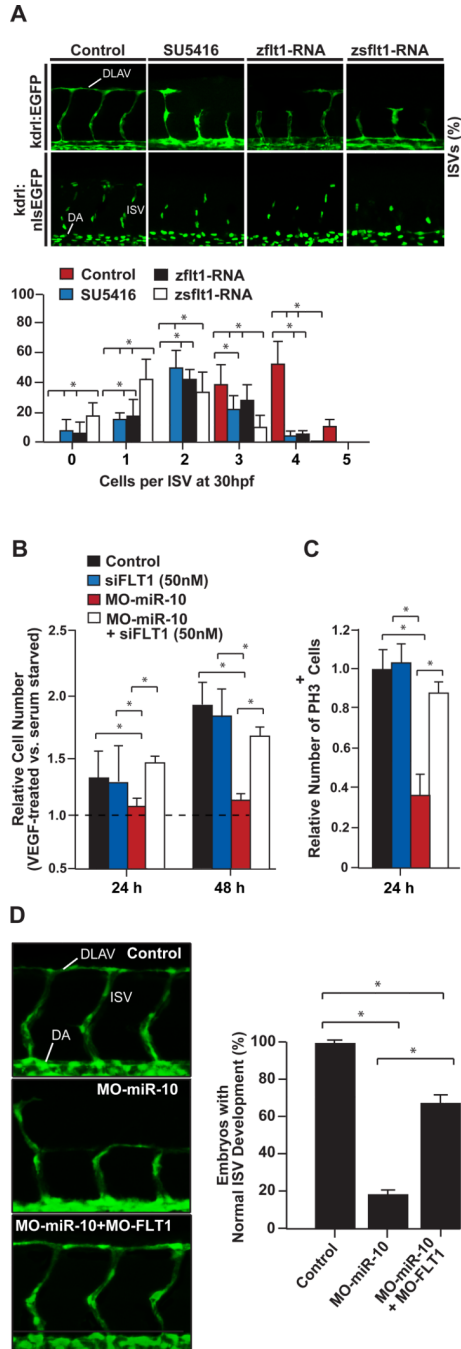 A
Control SU5416 zflt1-RNA zsflt1-RNA
kdrl:EGFP
DLAV
kdrl:
nlsEGFP
DA
ISV
ISVs (%)
Control zflt1-RNA
SU5416 zsflt1-RNA
100
80
60
40
20
0
* * * * * * * * *
0 1 2 3 4 5
Cells per ISV at 30hpf
B
Control
siFLT1 (50nM)
MO-miR-10
MO-miR-10
+ siFLT1 (50nM)
Relative Cell Number
(VEGF-treated vs. serum starved)
2.5
2.0
1.5
1.0
0.5
* * * * * *
24 h 48 h
C
Relative Number of PH3+ Cells
1.4
1.2
1.0
0.8
0.6
0.4
1.2
0
* * *
24 h
D
Control
DLAV
ISV
DA
MO-miR-10
MO-miR-10+MO-FLT1
Embryos with
Normal ISV Development (%)
100
80
60
40
20
0
* * *
Control
MO-miR-10
MO-miR-10
+ MO-FLT1